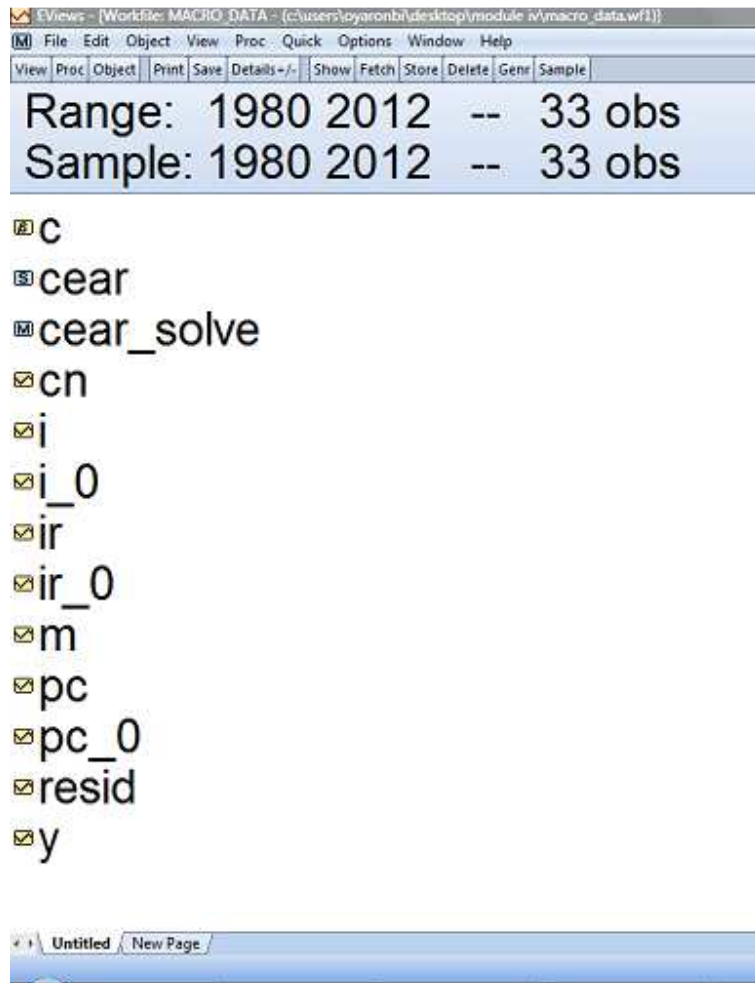 EViews - [Workfile: MACRO_DATA - (c:\users\oyaronbi\desktop\module iv\macro_data.wf1)]
File Edit Object View Proc Quick Options Window Help
View Proc Object Print Save Details+/- Show Fetch Store Delete Genr Sample
Range: 1980 2012 -- 33 obs
Sample: 1980 2012 -- 33 obs
c
cear
cear_solve
cn
i
i_0
ir
ir_0
m
pc
pc_0
resid
y
Untitled New Page